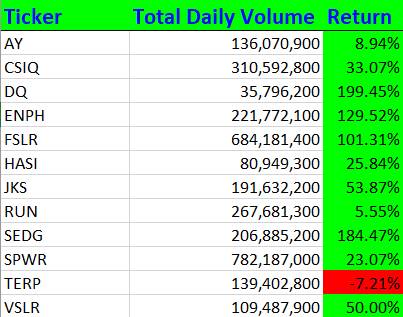 Ticker Total Daily Volume Return
AY 136,070,900 8.94%
CSIQ 310,592,800 33.07%
DQ 35,796,200 199.45%
ENPH 221,772,100 129.52%
FSLR 684,181,400 101.31%
HASI 80,949,300 25.84%
JKS 191,632,200 53.87%
RUN 267,681,300 5.55%
SEDG 206,885,200 184.47%
SPWR 782,187,000 23.07%
TERP 139,402,800 -7.21%
VSLR 109,487,900 50.00%